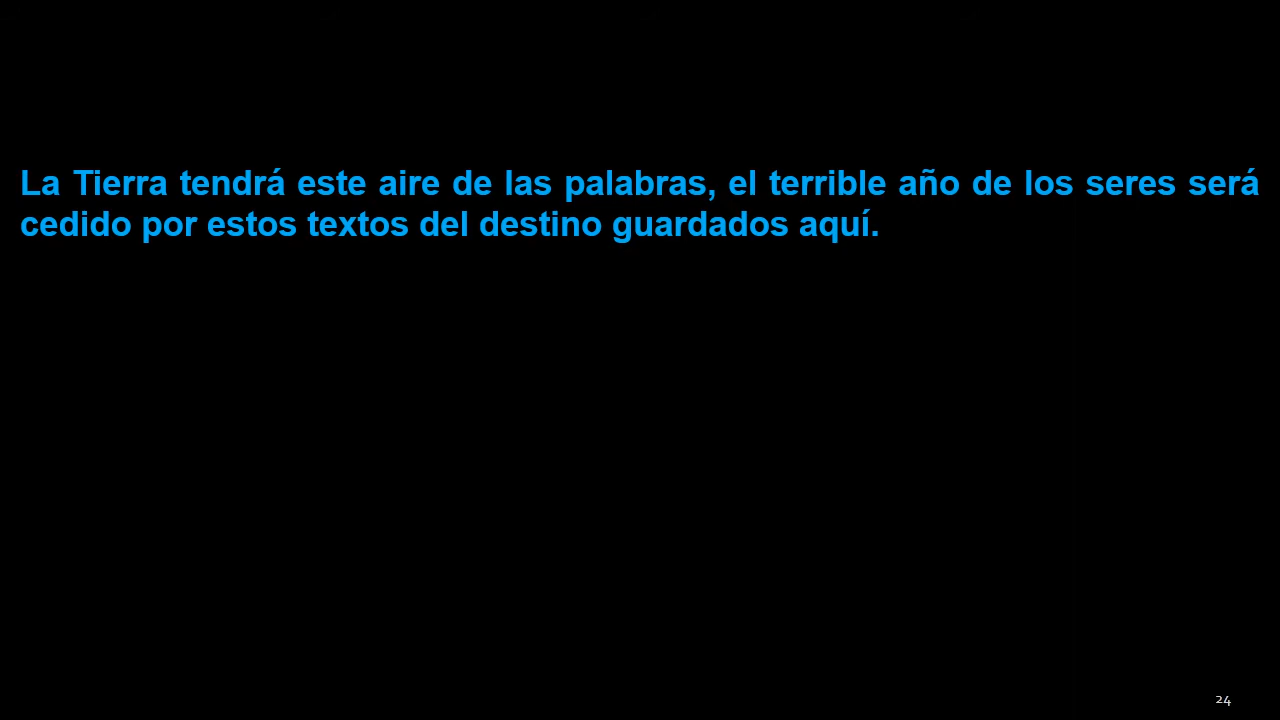 La Tierra tendrá este aire de las palabras, el terrible año de los seres será
cedido por estos textos del destino guardados aquí.
24